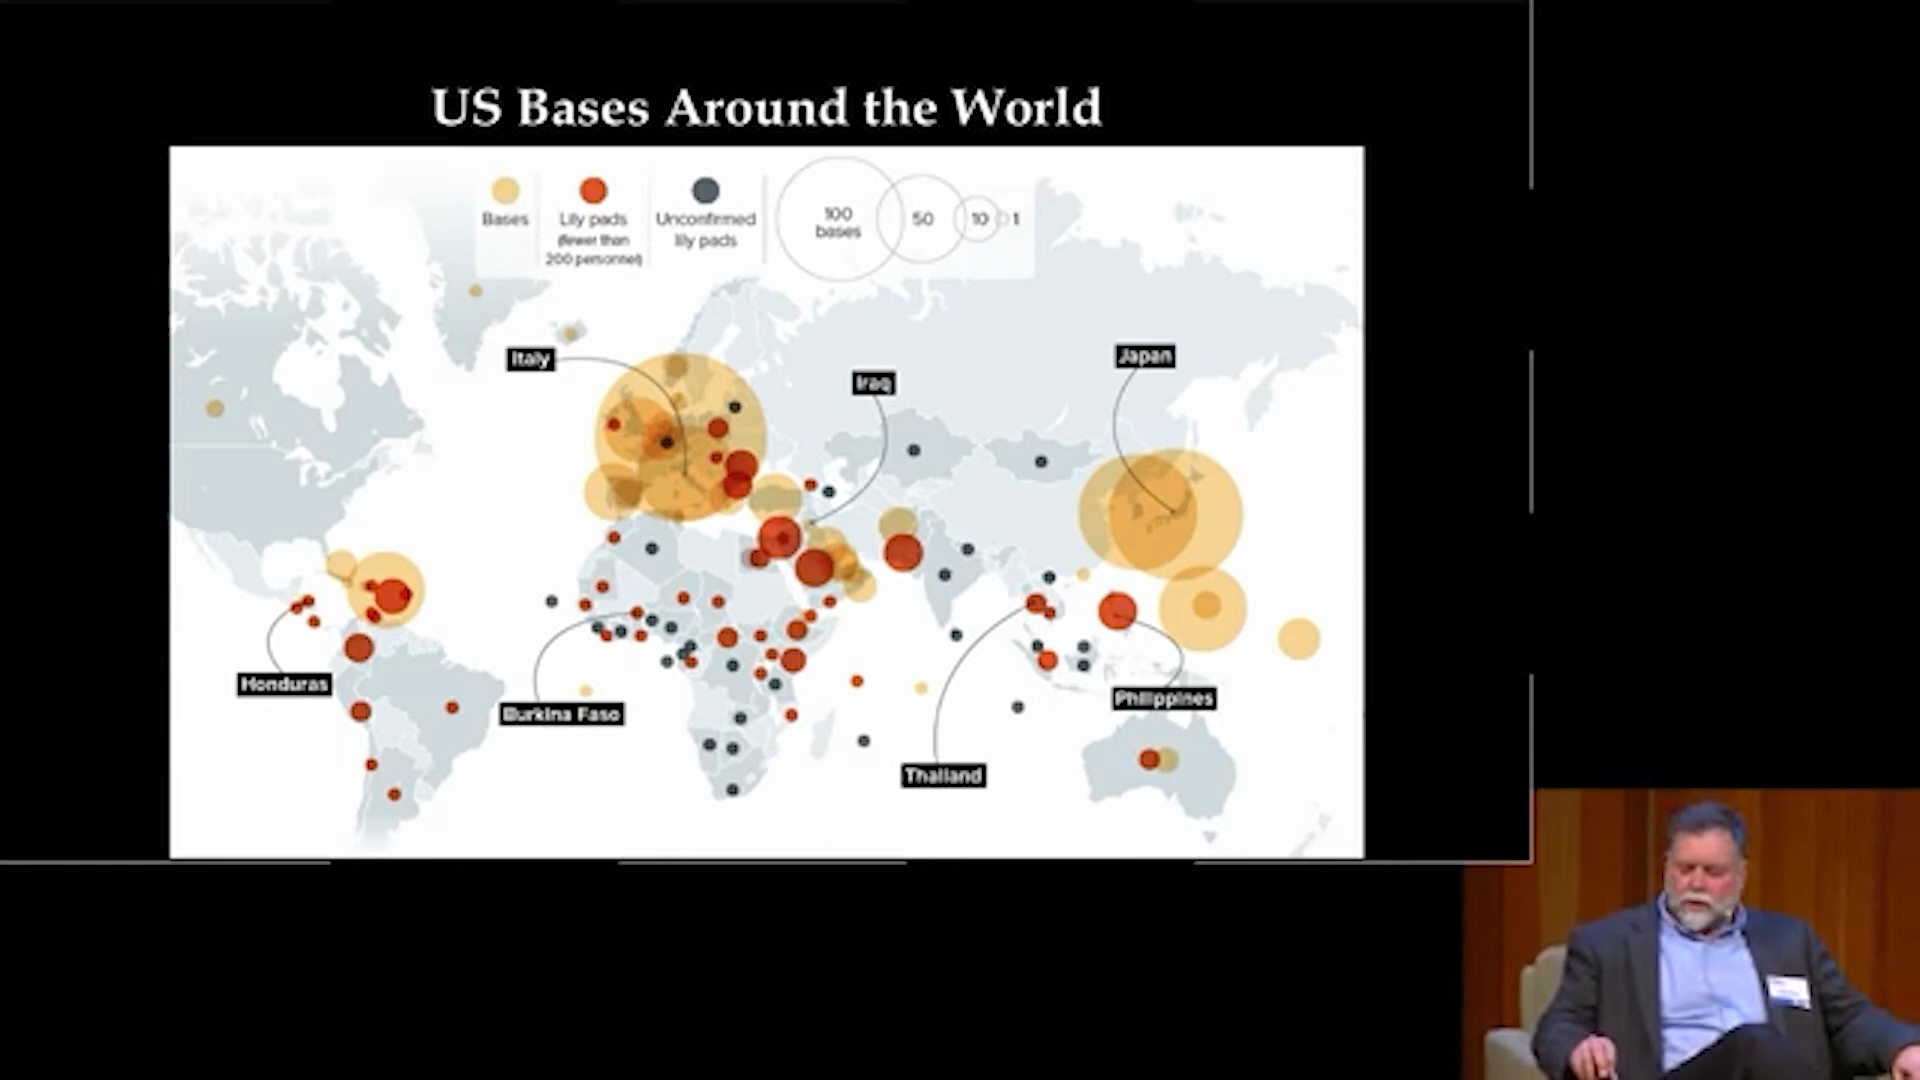 US Bases Around the World
Bases
Lily pads
(fewer than
200 personnel)
Unconfirmed
lily pads
100
bases
50
10
1
Italy
Iraq
Japan
Honduras
Burkina Faso
Thailand
Philippines